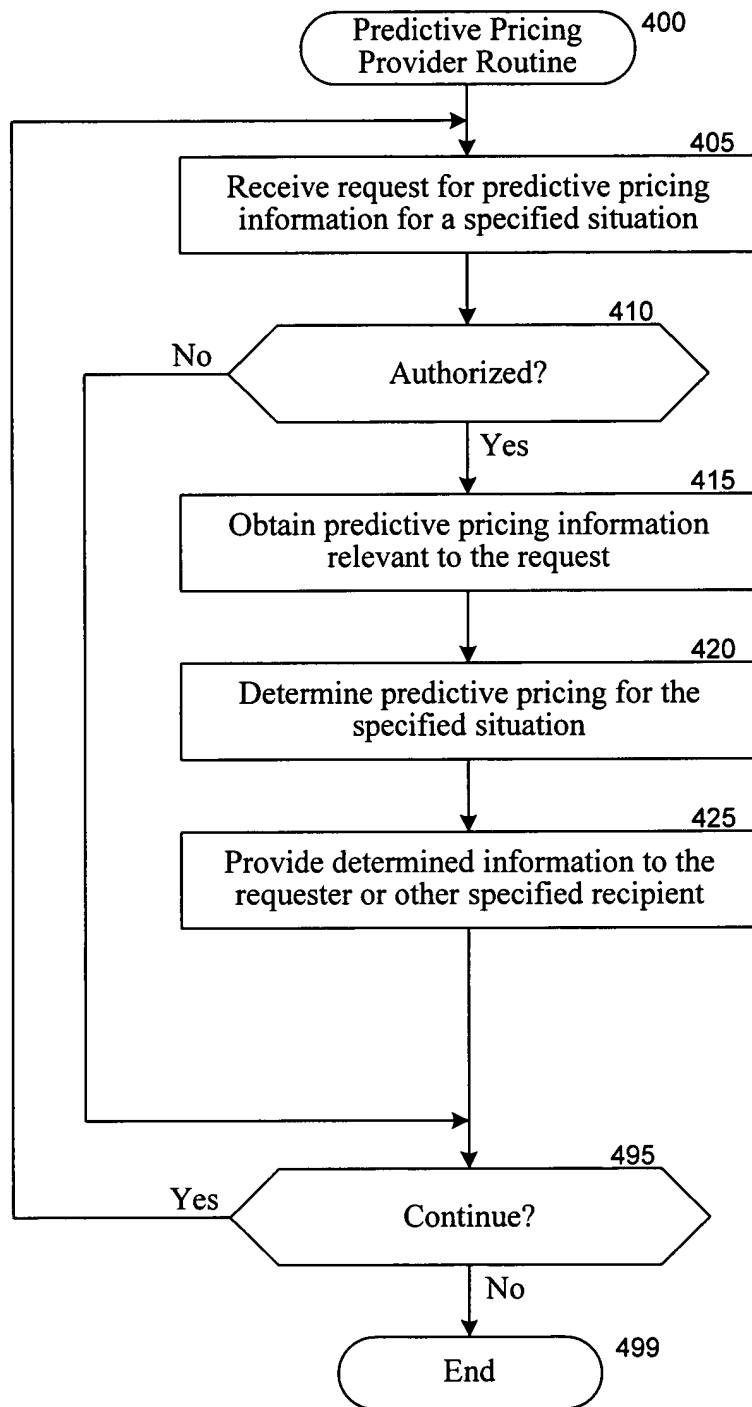 Predictive Pricing
Provider Routine
400
405
Receive request for predictive pricing
information for a specified situation
410
No
Authorized?
Yes
415
Obtain predictive pricing information
relevant to the request
420
Determine predictive pricing for the
specified situation
425
Provide determined information to the
requester or other specified recipient
495
Yes
Continue?
No
End
499